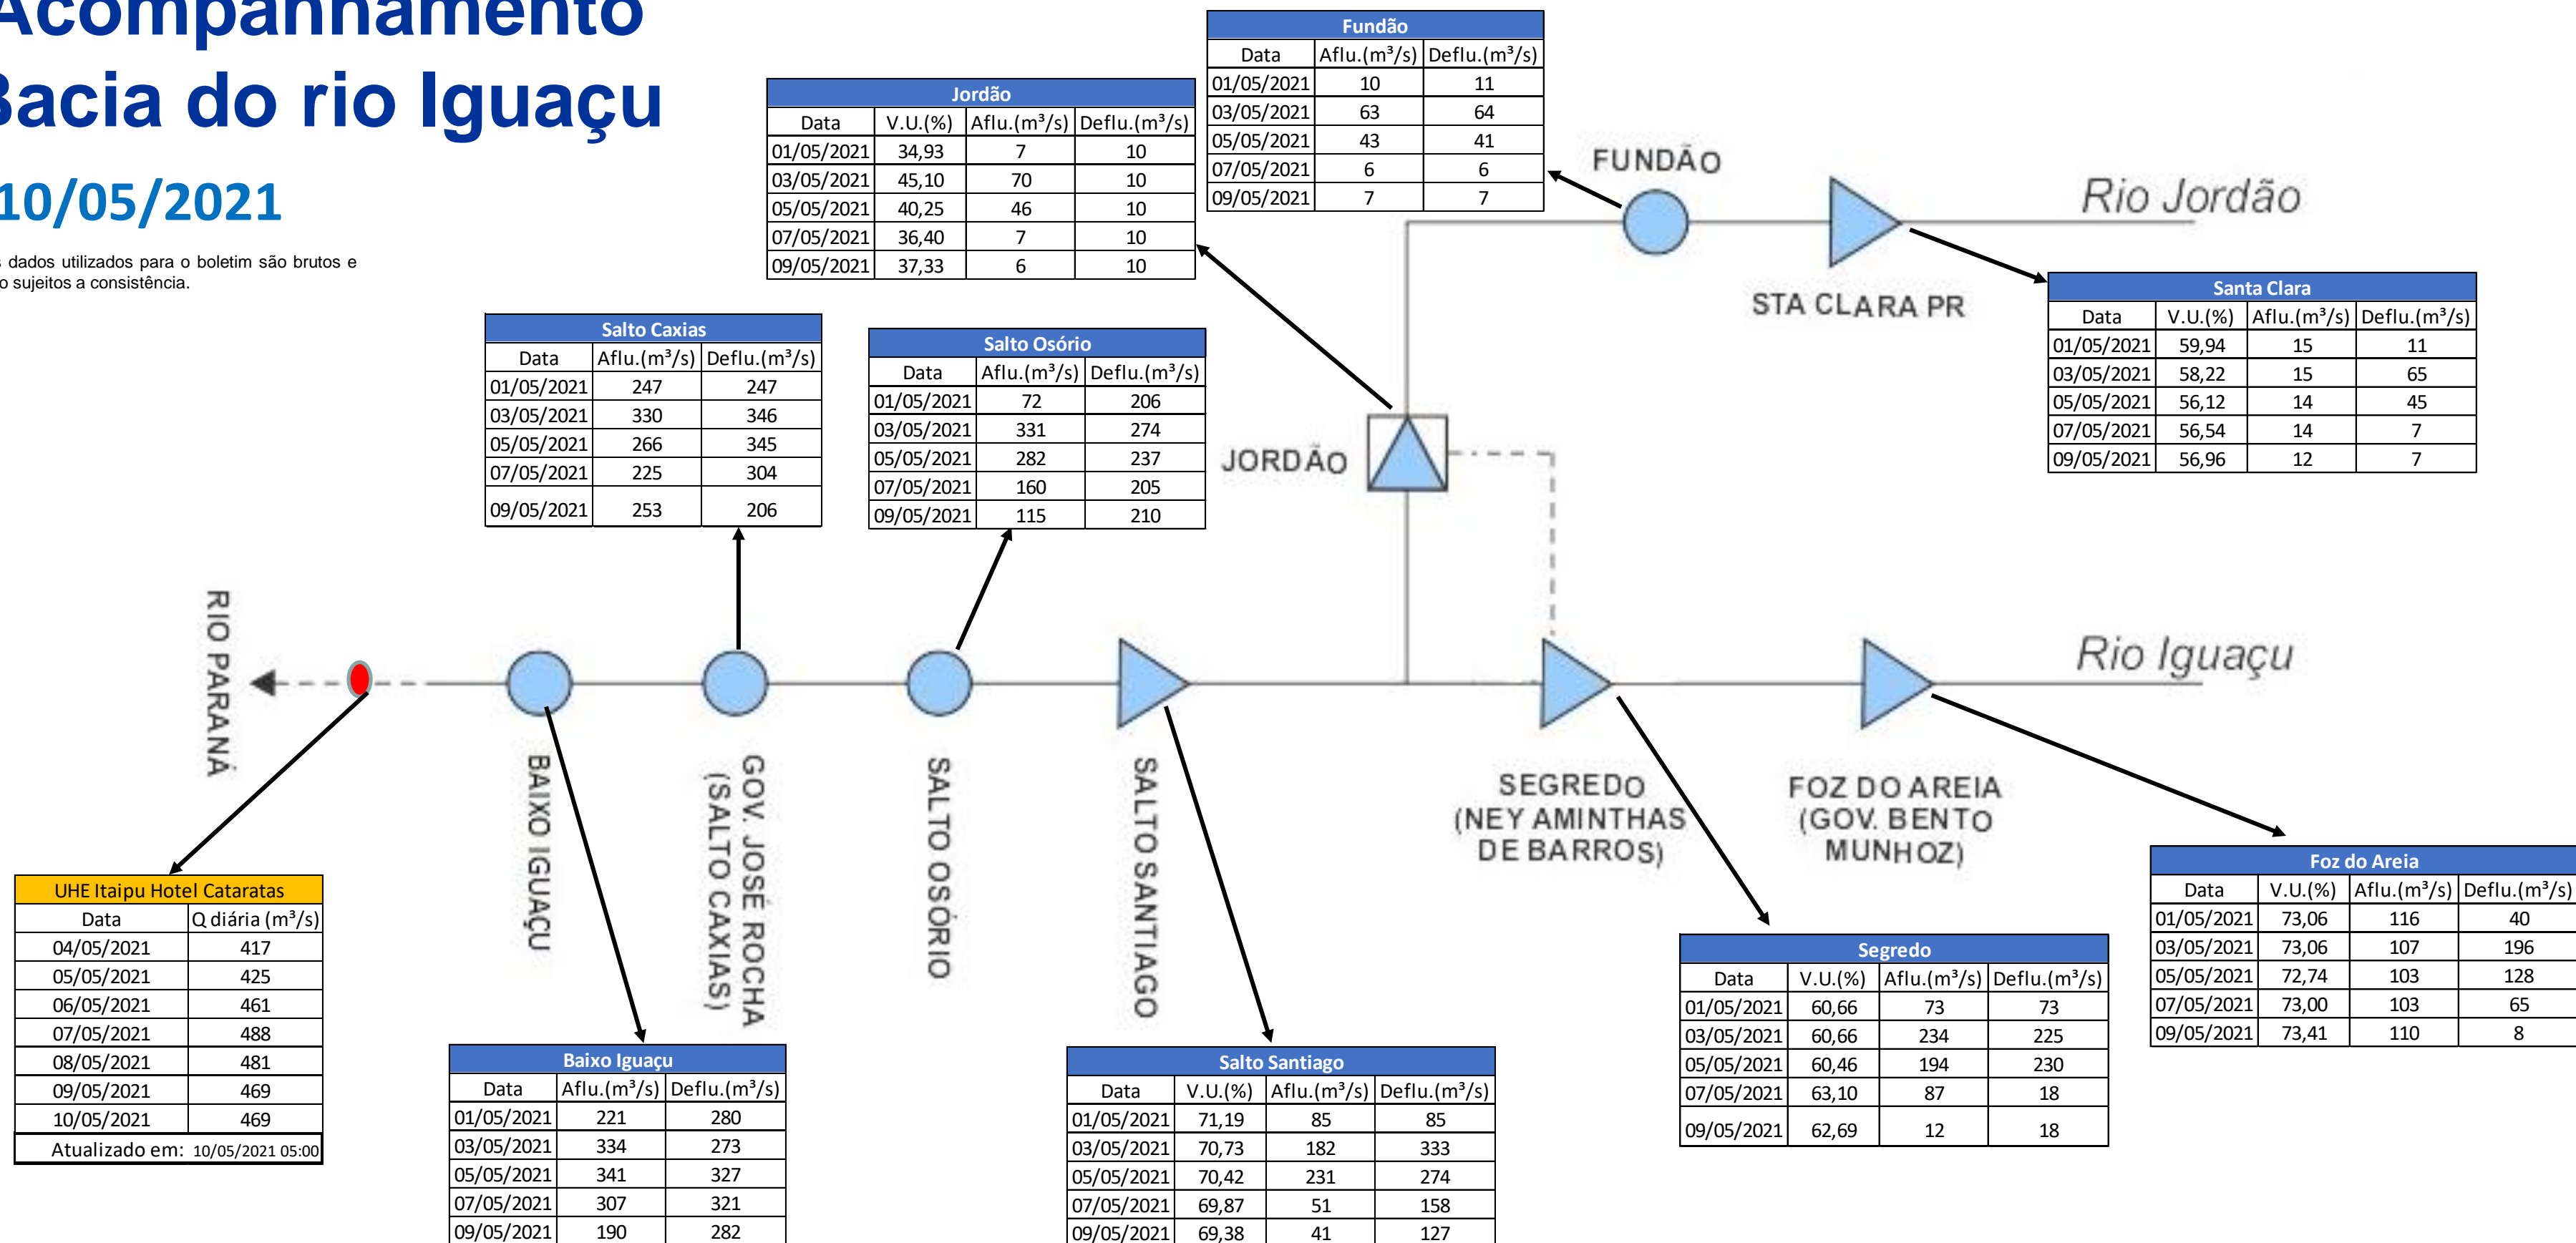 Acompanhamento
Bacia do rio Iguaçu
10/05/2021
s dados utilizados para o boletim são brutos e
o sujeitos a consistência.
Fundão
Data Aflu.(m³/s) Deflu.(m³/s)
01/05/2021 10 11
03/05/2021 63 64
05/05/2021 43 41
07/05/2021 6 6
09/05/2021 7 7
Jordão
Data V.U.(%) Aflu.(m³/s) Deflu.(m³/s)
01/05/2021 34,93 7 10
03/05/2021 45,10 70 10
05/05/2021 40,25 46 10
07/05/2021 36,40 7 10
09/05/2021 37,33 6 10
FUNDÃO
Rio Jordão
STA CLARA PR
Santa Clara
Data V.U.(%) Aflu.(m³/s) Deflu.(m³/s)
01/05/2021 59,94 15 11
03/05/2021 58,22 15 65
05/05/2021 56,12 14 45
07/05/2021 56,54 14 7
09/05/2021 56,96 12 7
Salto Caxias
Data Aflu.(m³/s) Deflu.(m³/s)
01/05/2021 247 247
03/05/2021 330 346
05/05/2021 266 345
07/05/2021 225 304
09/05/2021 253 206
Salto Osório
Data Aflu.(m³/s) Deflu.(m³/s)
01/05/2021 72 206
03/05/2021 331 274
05/05/2021 282 237
07/05/2021 160 205
09/05/2021 115 210
JORDÃO
RIO PARANÁ
Rio Iguaçu
BAIXO IGUAÇU
GOV. JOSÉ ROCHA
(SALTO CAXIAS)
SALTO OSÓRIO
SALTO SANTIAGO
SEGREDO
(NEY AMINTHAS
DE BARROS)
FOZ DO AREIA
(GOV. BENTO
MUNHOZ)
UHE Itaipu Hotel Cataratas
Data Q diária (m³/s)
04/05/2021 417
05/05/2021 425
06/05/2021 461
07/05/2021 488
08/05/2021 481
09/05/2021 469
10/05/2021 469
Atualizado em: 10/05/2021 05:00
Baixo Iguaçu
Data Aflu.(m³/s) Deflu.(m³/s)
01/05/2021 221 280
03/05/2021 334 273
05/05/2021 341 327
07/05/2021 307 321
09/05/2021 190 282
Salto Santiago
Data V.U.(%) Aflu.(m³/s) Deflu.(m³/s)
01/05/2021 71,19 85 85
03/05/2021 70,73 182 333
05/05/2021 70,42 231 274
07/05/2021 69,87 51 158
09/05/2021 69,38 41 127
Segredo
Data V.U.(%) Aflu.(m³/s) Deflu.(m³/s)
01/05/2021 60,66 73 73
03/05/2021 60,66 234 225
05/05/2021 60,46 194 230
07/05/2021 63,10 87 18
09/05/2021 62,69 12 18
Foz do Areia
Data V.U.(%) Aflu.(m³/s) Deflu.(m³/s)
01/05/2021 73,06 116 40
03/05/2021 73,06 107 196
05/05/2021 72,74 103 128
07/05/2021 73,00 103 65
09/05/2021 73,41 110 8